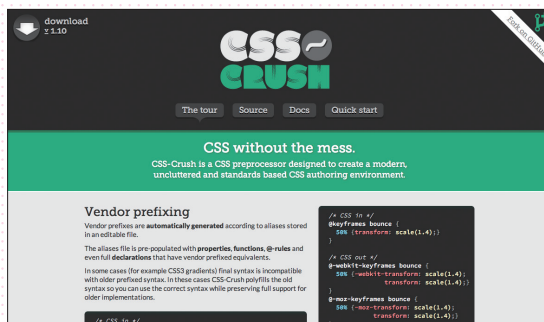 download
v 1.10
Fork on GitHub
CSS
CRUSH
The tour
Source
Docs
Quick start
CSS without the mess.
CSS-Crush is a CSS preprocessor designed to create a modern,
uncluttered and standards based CSS authoring environment.
Vendor prefixing
Vendor prefixes are automatically generated according to aliases stored
in an editable file.
The aliases file is pre-populated with properties, functions, @-rules and
even full declarations that have vendor prefixed equivalents.
In some cases (for example CSS3 gradients) final syntax is incompatible
with older prefixed syntax. In these cases CSS-Crush polyfills the old
syntax so you can use the correct syntax while preserving full support for
older implementations.
/* CSS in */
/* CSS in */
@keyframes bounce {
50% {transform: scale(1.4);}
}
/* CSS out */
@-webkit-keyframes bounce {
50% {-webkit-transform: scale(1.4);
transform: scale(1.4);}
}
@-moz-keyframes bounce {
50% {-moz-transform: scale(1.4);
transform: scale(1.4);}